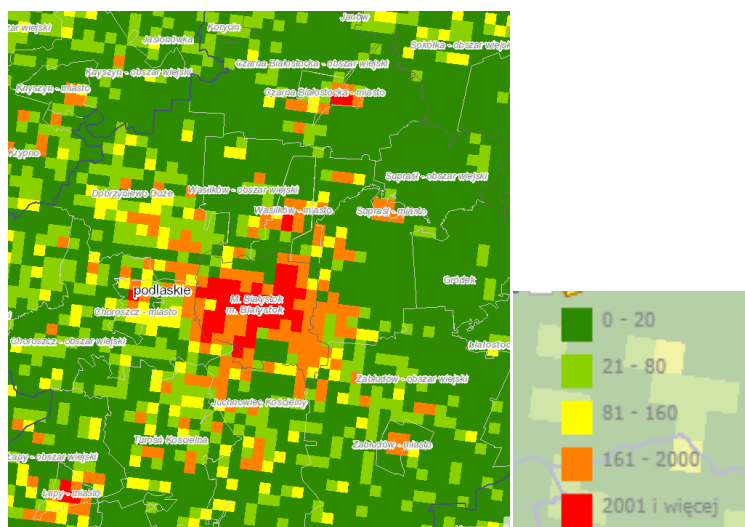 Janów
Korycin
Jasionówka
Sokółka - obszar wiejski
Czarna Białostocka - obszar wiejski
Knyszyn - obszar wiejski
Knyszyn - miasto
Czarna Białostocka - miasto
Krypno
Supraśl - obszar wiejski
Dobrzyniewo Duże
Wasilków - obszar wiejski
Wasilków - miasto
Supraśl - miasto
Gródek
podlaskie
M. Białystok
m. Białystok
Choroszcz - miasto
Choroszcz - obszar wiejski
białostoc
Zabłudów - obszar wiejski
Juchnowiec Kościelny
Turośń Kościelna
Zabłudów - miasto
Łapy - obszar wiejski
Łapy - miasto
0 - 20
21 - 80
81 - 160
161 - 2000
2001 i więcej